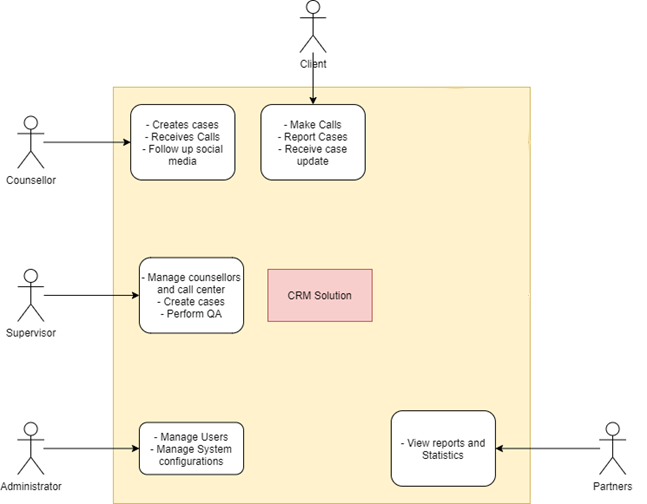 Client
- Creates cases
- Receives Calls
- Follow up social
media
- Make Calls
- Report Cases
- Receive case
update
Counsellor
- Manage counsellors
and call center
- Create cases
- Perform QA
CRM Solution
Supervisor
- Manage Users
- Manage System
configurations
- View reports and
Statistics
Administrator
Partners